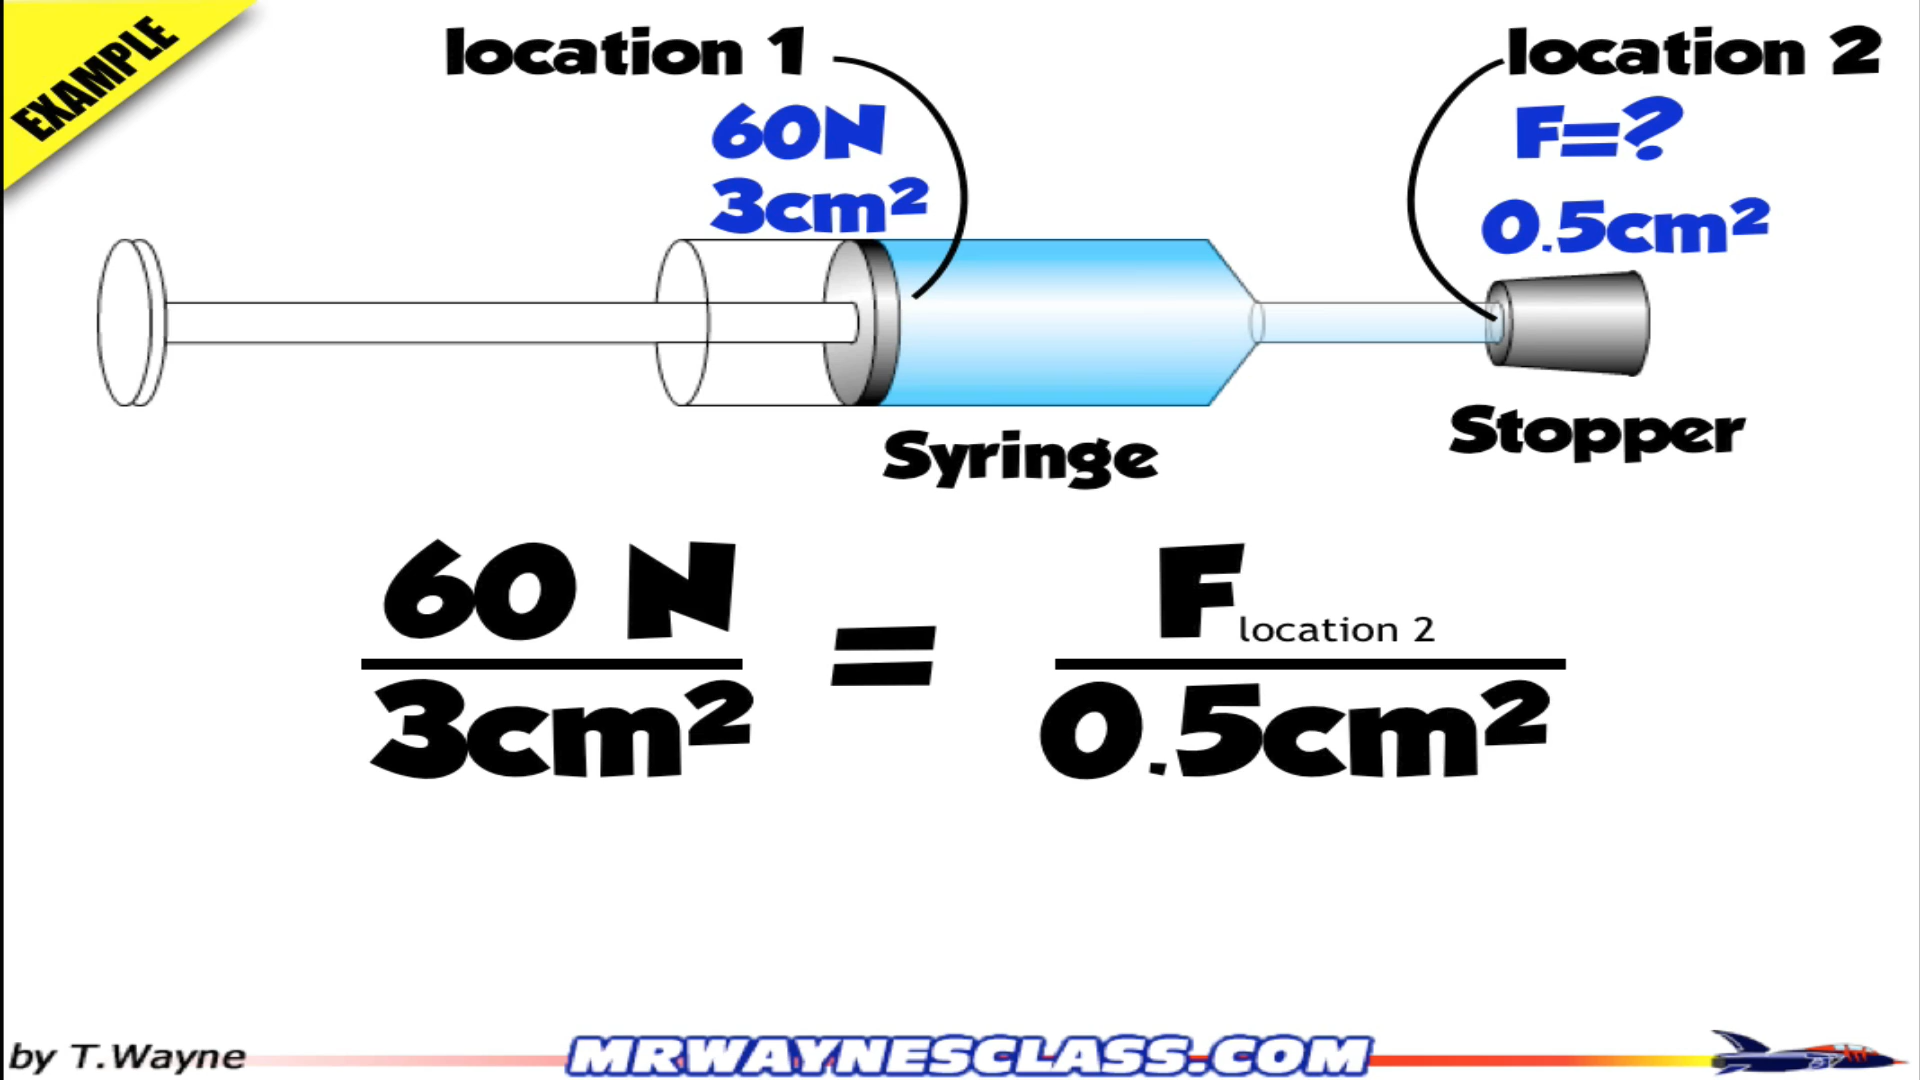 EXAMPLE
location 1
60N
3cm²
location 2
F=?
0.5cm²
Syringe
Stopper
60 N
3cm²
=
F location 2
0.5cm²
by T.Wayne
MRWAYNESCLASS.COM